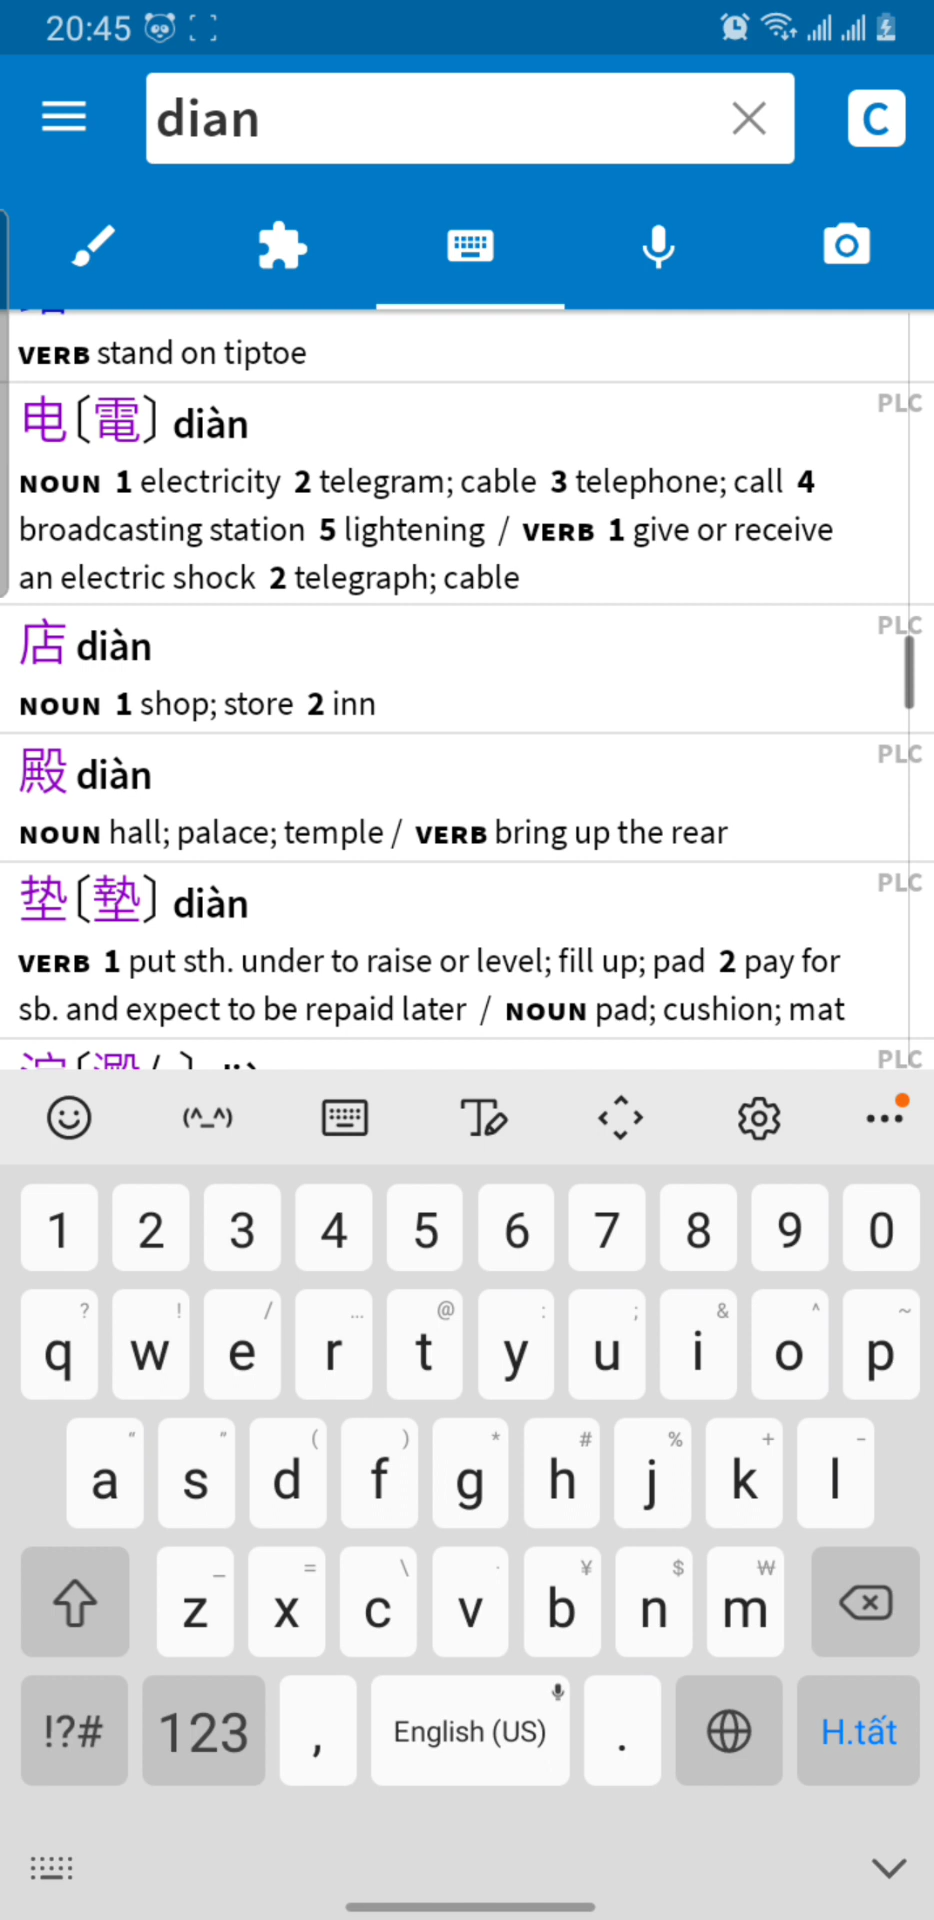 20:45
dian
C
VERB stand on tiptoe
电〔電〕 diàn PLC
NOUN 1 electricity 2 telegram; cable 3 telephone; call 4
broadcasting station 5 lightening / VERB 1 give or receive
an electric shock 2 telegraph; cable
店 diàn PLC
NOUN 1 shop; store 2 inn
殿 diàn PLC
NOUN hall; palace; temple / VERB bring up the rear
垫〔墊〕 diàn PLC
VERB 1 put sth. under to raise or level; fill up; pad 2 pay for
sb. and expect to be repaid later / NOUN pad; cushion; mat
PLC
(^_^)
1 2 3 4 5 6 7 8 9 0
? ! / ... @ : ; & ^ ~
q w e r t y u i o p
" " ( ) * # % + -
a s d f g h j k l
_ = \ · ¥ $ ₩
z x c v b n m
!?# 123 , English (US) . H.tất